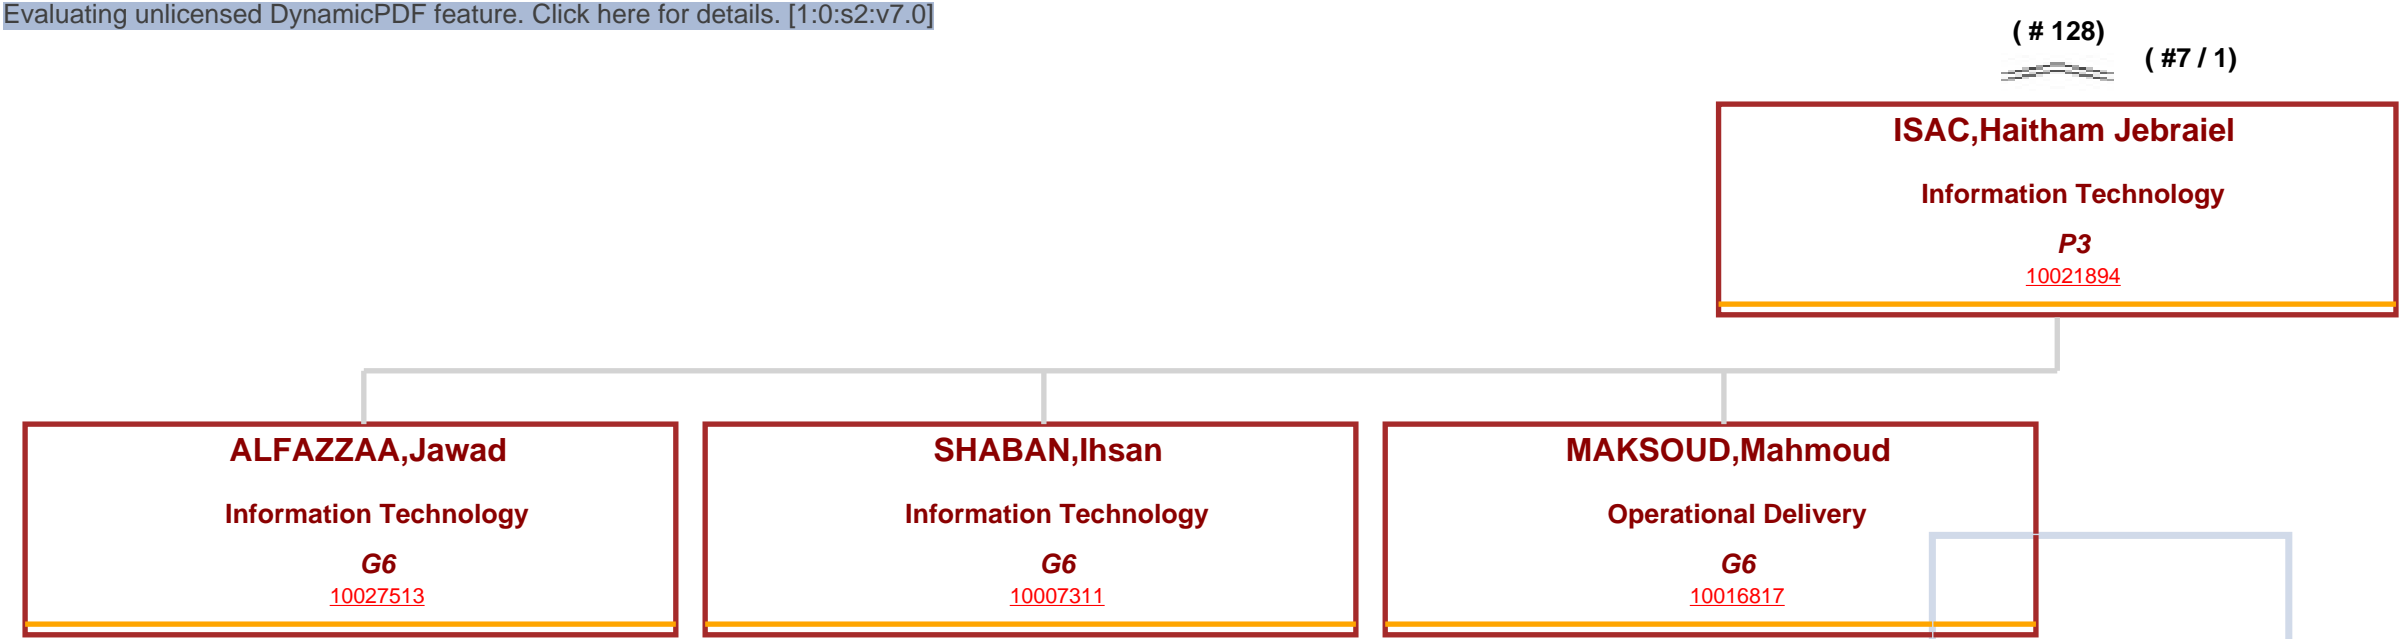 Evaluating unlicensed DynamicPDF feature. Click here for details. [1:0:s2:v7.0]
( # 128)
( #7 / 1)
ISAC,Haitham Jebraiel
Information Technology
P3
10021894
ALFAZZAA,Jawad
Information Technology
G6
10027513
SHABAN,Ihsan
Information Technology
G6
10007311
MAKSOUD,Mahmoud
Operational Delivery
G6
10016817